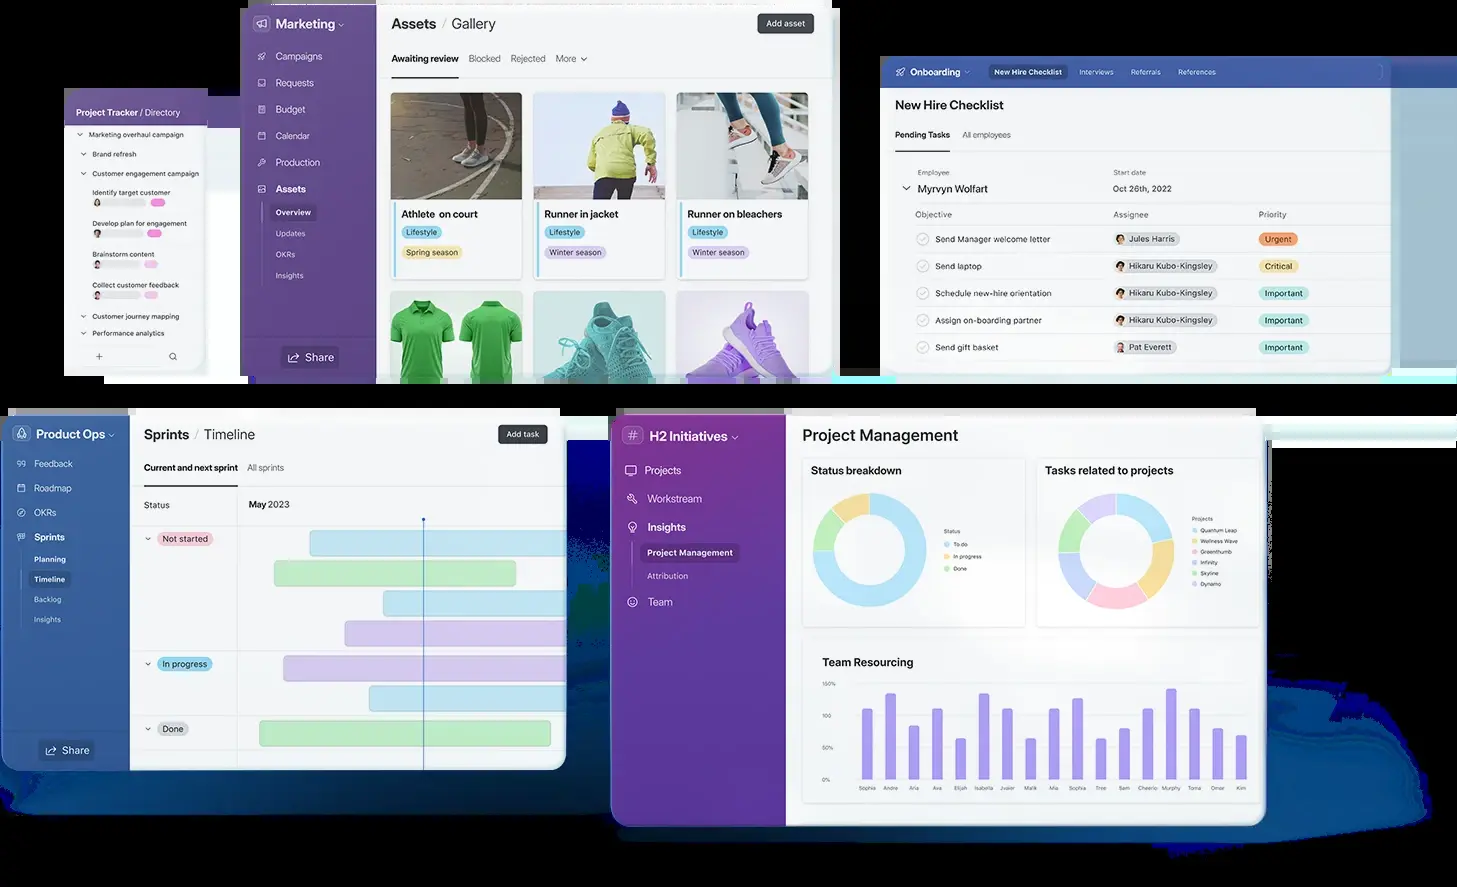 Project Tracker / Directory
Marketing overhaul campaign
Brand refresh
Customer engagement campaign
Identify target customer
Develop plan for engagement
Brainstorm content
Collect customer feedback
Customer journey mapping
Performance analytics
Marketing
Campaigns
Requests
Budget
Calendar
Production
Assets
Overview
Updates
OKRs
Insights
Share
Assets / Gallery
Add asset
Awaiting review Blocked Rejected More
Athlete on court
Lifestyle
Spring season
Runner in jacket
Lifestyle
Winter season
Runner on bleachers
Lifestyle
Winter season
Onboarding New Hire Checklist Interviews Referrals References
New Hire Checklist
Pending Tasks All employees
Employee Start date
Myrvyn Wolfart Oct 26th, 2022
Objective Assignee Priority
Send Manager welcome letter Jules Harris Urgent
Send laptop Hikaru Kubo-Kingsley Critical
Schedule new-hire orientation Hikaru Kubo-Kingsley Important
Assign on-boarding partner Hikaru Kubo-Kingsley Important
Send gift basket Pat Everett Important
Product Ops
Feedback
Roadmap
OKRs
Sprints
Planning
Timeline
Backlog
Insights
Share
Sprints / Timeline
Add task
Current and next sprint All sprints
Status May 2023
Not started
In progress
Done
H2 Initiatives
Projects
Workstream
Insights
Project Management
Attribution
Team
Project Management
Status breakdown
Status
To do
In progress
Done
Tasks related to projects
Projects
Quantum Leap
Wellness Wave
Greenthumb
Infinity
Skyline
Dynamo
Team Resourcing
150%
100
50%
0%
Sophia Andre Aria Ava Elijah Isabella Javier Malik Mia Sophia Tree Sam Cheerio Murphy Toma Omar Kim